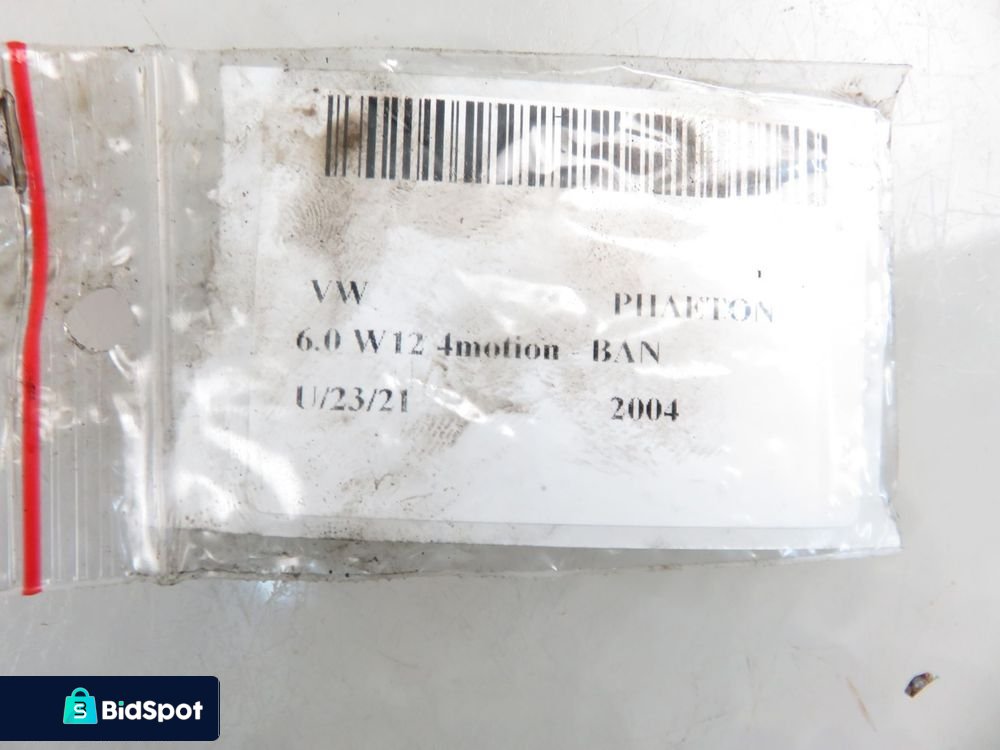 VW PHAETON
6.0 W12 4motion - BAN
U/23/21 2004
BidSpot